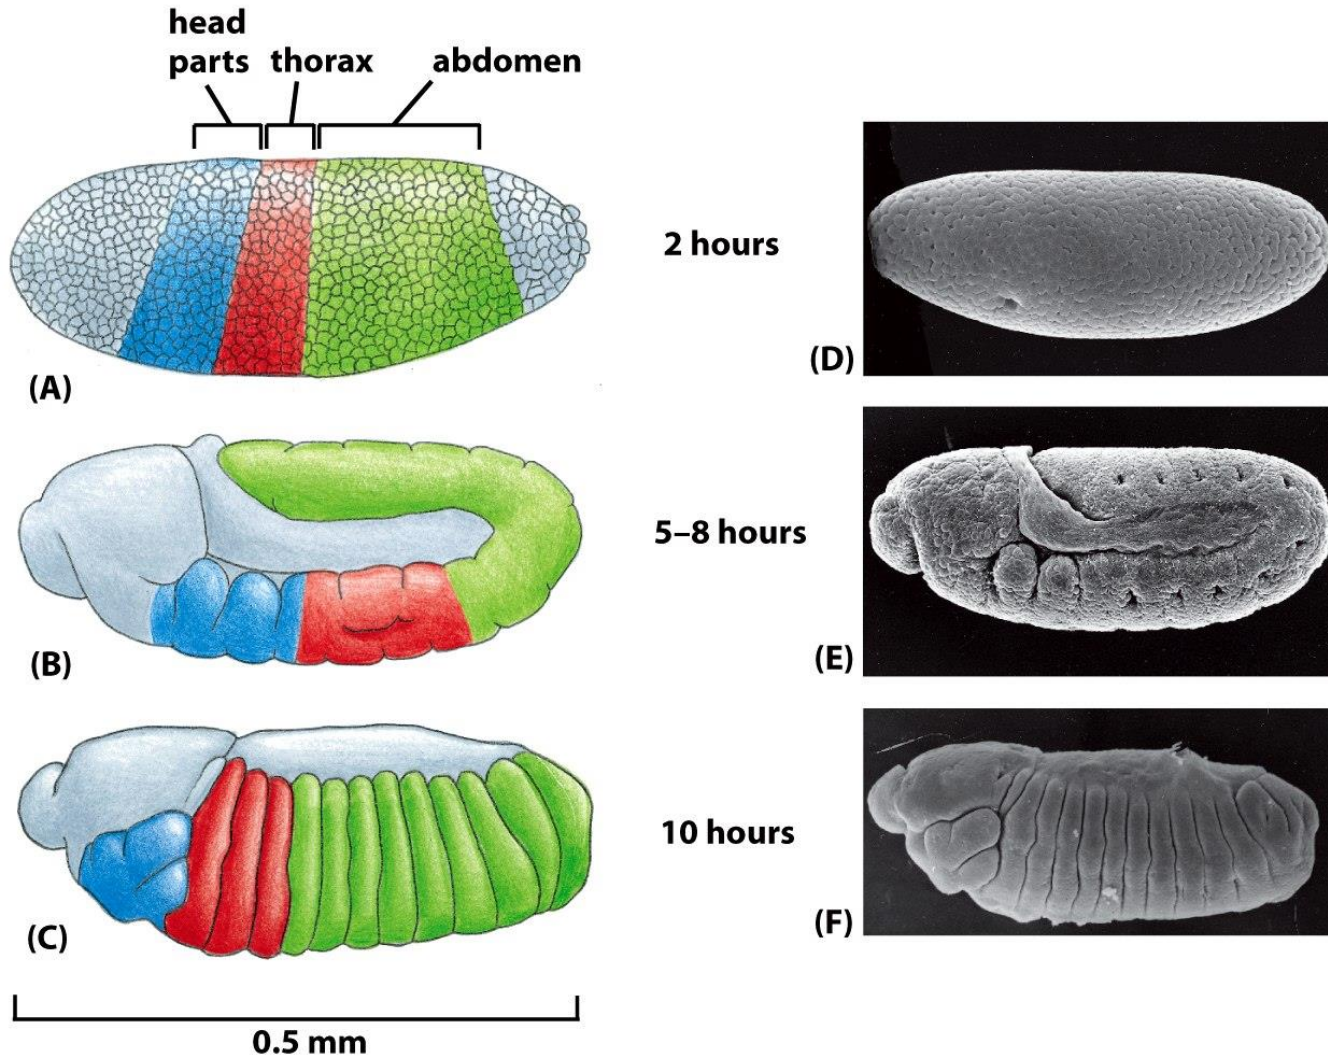 head
parts thorax abdomen
2 hours
(A)
(D)
5–8 hours
(B)
(E)
10 hours
(C)
(F)
0.5 mm